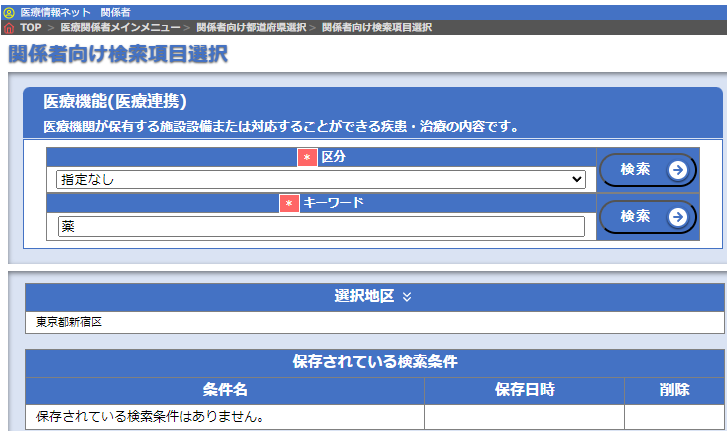 医療情報ネット 関係者
TOP > 医療関係者メインメニュー > 関係者向け都道府県選択 > 関係者向け検索項目選択
関係者向け検索項目選択
医療機能(医療連携)
医療機関が保有する施設設備または対応することができる疾患・治療の内容です。
* 区分
指定なし
検索
* キーワード
薬
検索
選択地区
東京都新宿区
保存されている検索条件
条件名 保存日時 削除
保存されている検索条件はありません。